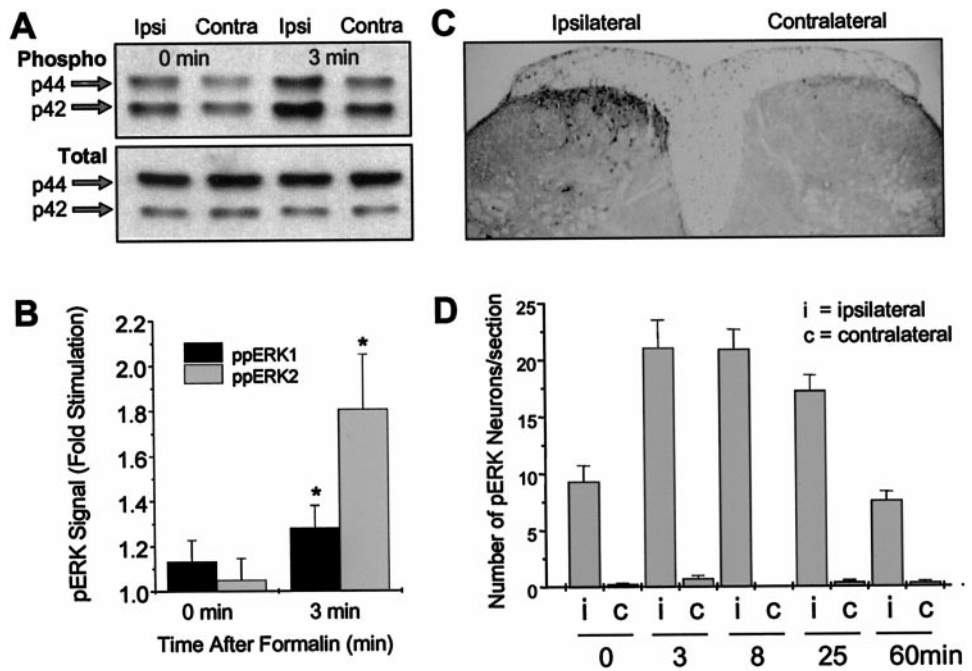 A
Ipsi Contra Ipsi Contra
Phospho
0 min 3 min
p44
p42
Total
p44
p42
C
Ipsilateral Contralateral
B
pERK Signal (Fold Stimulation)
2.2
2.0
1.8
1.6
1.4
1.2
1.0
ppERK1
ppERK2
*
*
0 min 3 min
Time After Formalin (min)
D
Number of pERK Neurons/section
25
20
15
10
5
0
i = ipsilateral
c = contralateral
i c i c i c i c i c
0 3 8 25 60min